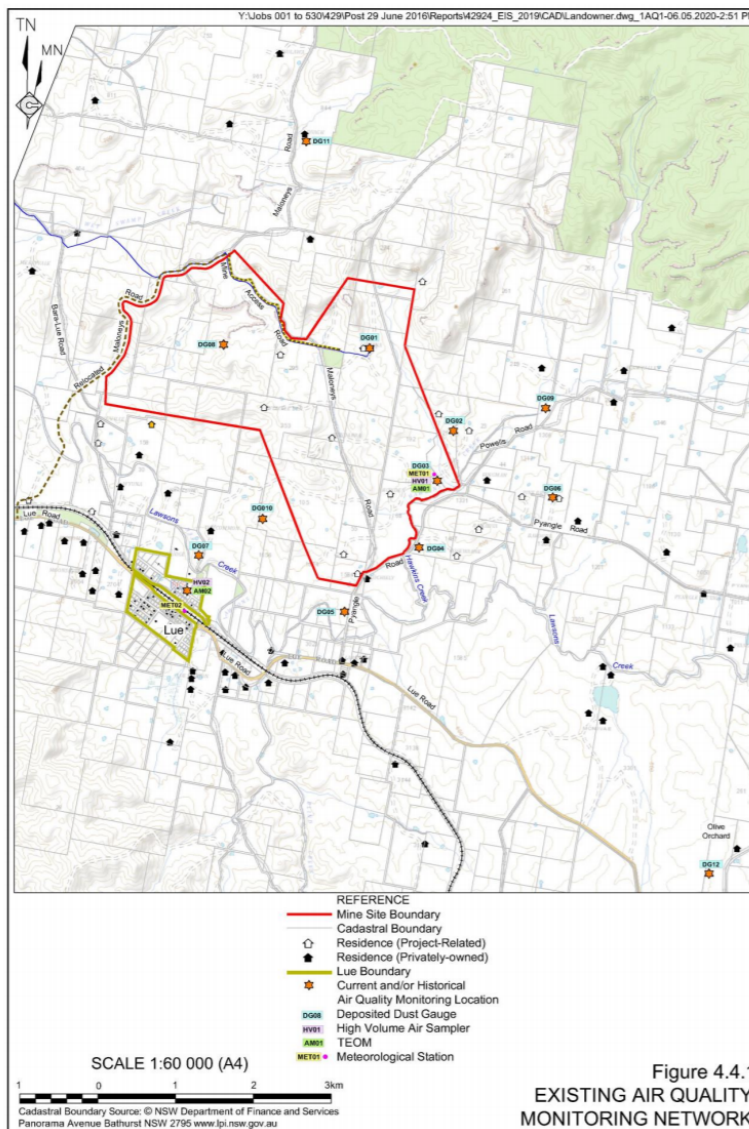 Y:\Jobs 001 to 530\429\Post 29 June 2016\Reports\42924_EIS_2019\CAD\Landowner.dwg_1AQ1-06.05.2020-2:51 P
TN
MN
DG11
Road
Maloneys
Road
Mine
Access
Road
Maloneys
Relocated
Bara-Lue Road
DG08
DG01
Maloneys
DG09
DG02
Powells Road
DG03
MET01
HV01
AM01
DG06
Lue Road
Lawsons
DG010
Road
Pyangle Road
DG07
Creek
DG04
Road
Hawkins Creek
HV02
AM02
MET02
DG05
Pyangle
Lue
Lawsons
Creek
Lue Road
Lue Road
Olive
Orchard
DG12
REFERENCE
Mine Site Boundary
Cadastral Boundary
Residence (Project-Related)
Residence (Privately-owned)
Lue Boundary
Current and/or Historical
Air Quality Monitoring Location
DG08 Deposited Dust Gauge
HV01 High Volume Air Sampler
AM01 TEOM
MET01 Meteorological Station
SCALE 1:60 000 (A4)
1 0 1 2 3km
Cadastral Boundary Source: © NSW Department of Finance and Services
Panorama Avenue Bathurst NSW 2795 www.lpi.nsw.gov.au
Figure 4.4.1
EXISTING AIR QUALITY
MONITORING NETWORK